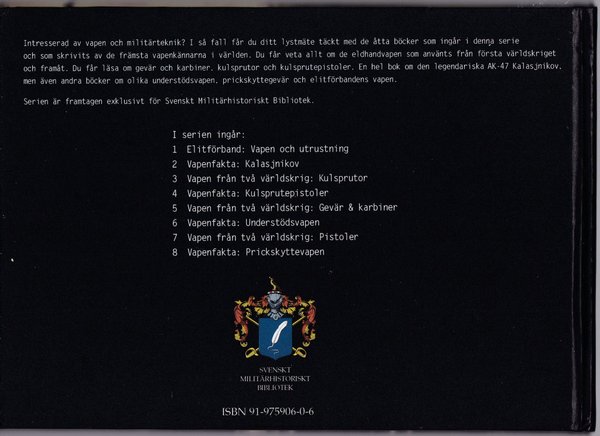 Intresserad av vapen och militärteknik? I så fall får du ditt lystmäte täckt med de åtta böcker som ingår i denna serie
och som skrivits av de främsta vapenkännarna i världen. Du får veta allt om de eldhandvapen som använts från första världskriget
och framåt. Du får läsa om gevär och karbiner, kulsprutor och kulsprutepistoler. En hel bok om den legendariska AK-47 Kalasjnikov,
men även andra böcker om olika understödsvapen, prickskyttegevär och elitförbandens vapen.
Serien är framtagen exklusivt för Svenskt Militärhistoriskt Bibliotek.
I serien ingår:
1 Elitförband: Vapen och utrustning
2 Vapenfakta: Kalasjnikov
3 Vapen från två världskrig: Kulsprutor
4 Vapenfakta: Kulsprutepistoler
5 Vapen från två världskrig: Gevär & karbiner
6 Vapenfakta: Understödsvapen
7 Vapen från två världskrig: Pistoler
8 Vapenfakta: Prickskyttevapen
SVENSKT
MILITÄRHISTORISKT
BIBLIOTEK
ISBN 91-975906-0-6